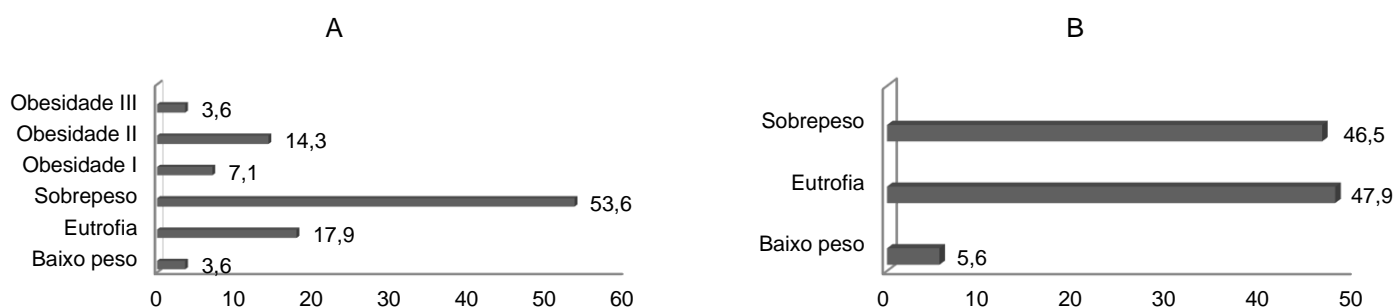 A
Obesidade III 3,6
Obesidade II 14,3
Obesidade I 7,1
Sobrepeso 53,6
Eutrofia 17,9
Baixo peso 3,6
0 10 20 30 40 50 60
B
Sobrepeso 46,5
Eutrofia 47,9
Baixo peso 5,6
0 10 20 30 40 50